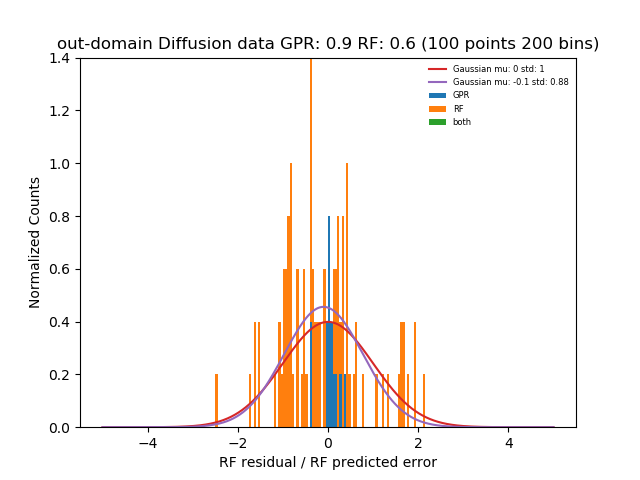 out-domain Diffusion data GPR: 0.9 RF: 0.6 (100 points 200 bins)
Gaussian mu: 0 std: 1
Gaussian mu: -0.1 std: 0.88
GPR
RF
both
Normalized Counts
1.4
1.2
1.0
0.8
0.6
0.4
0.2
0.0
−4 −2 0 2 4
RF residual / RF predicted error